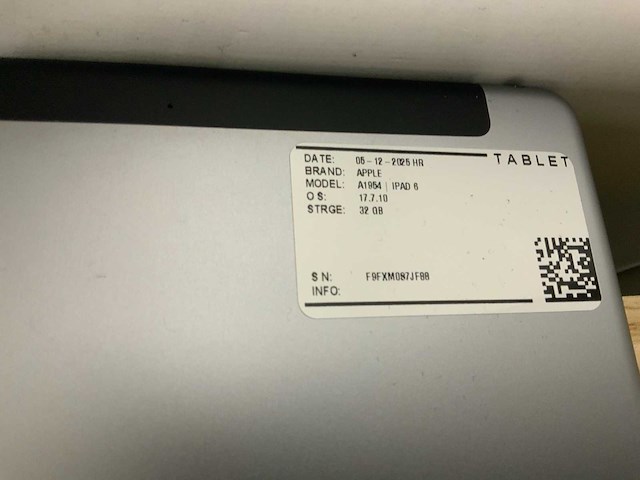 TABLET
DATE: 05-12-2025 HR
BRAND: APPLE
MODEL: A1954 | IPAD 6
OS: 17.7.10
STRGE: 32 GB
SN: F9FXM087JF88
INFO: